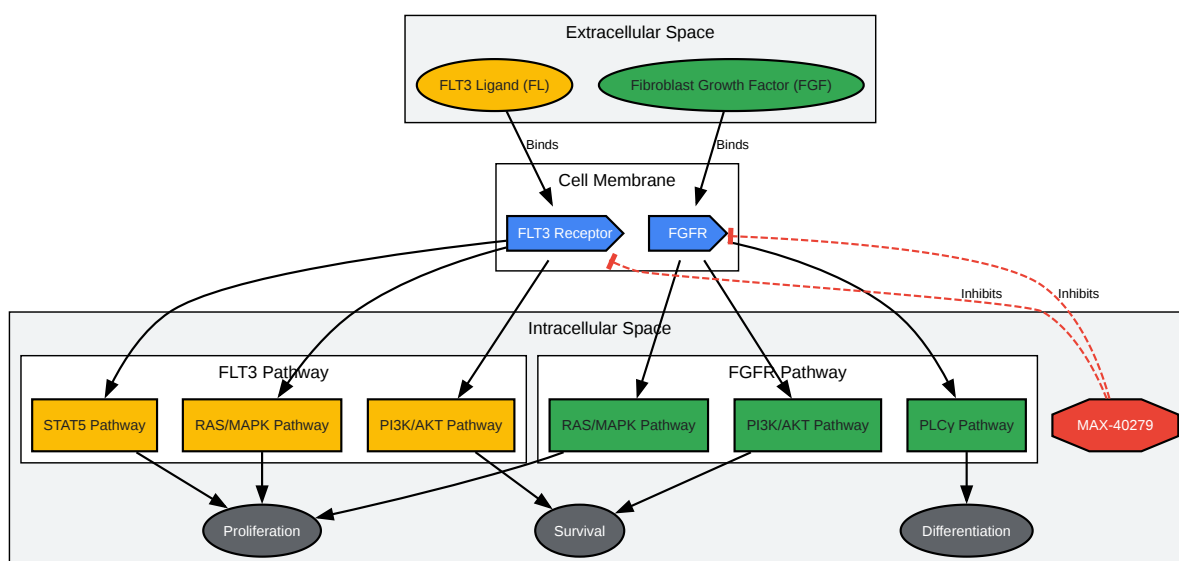 Extracellular Space
FLT3 Ligand (FL)
Fibroblast Growth Factor (FGF)
Binds
Binds
Cell Membrane
FLT3 Receptor
FGFR
Inhibits
Inhibits
Intracellular Space
FLT3 Pathway
FGFR Pathway
STAT5 Pathway
RAS/MAPK Pathway
PI3K/AKT Pathway
RAS/MAPK Pathway
PI3K/AKT Pathway
PLCγ Pathway
MAX-40279
Proliferation
Survival
Differentiation